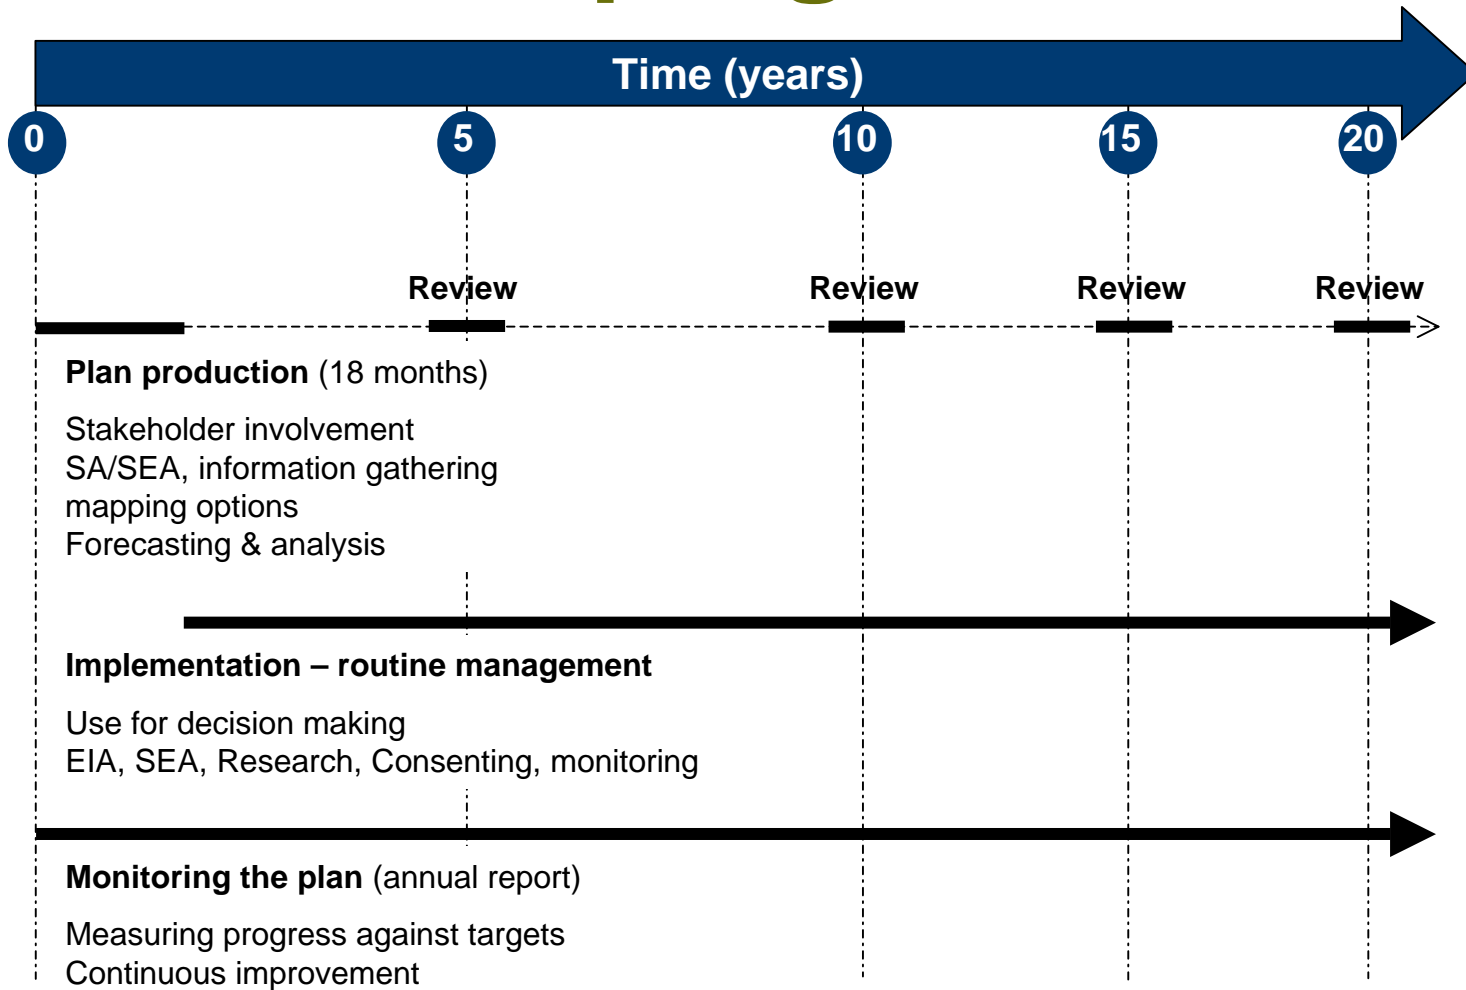 Time (years)
0 5 10 15 20
Review Review Review Review
Plan production (18 months)
Stakeholder involvement
SA/SEA, information gathering
mapping options
Forecasting & analysis
Implementation – routine management
Use for decision making
EIA, SEA, Research, Consenting, monitoring
Monitoring the plan (annual report)
Measuring progress against targets
Continuous improvement